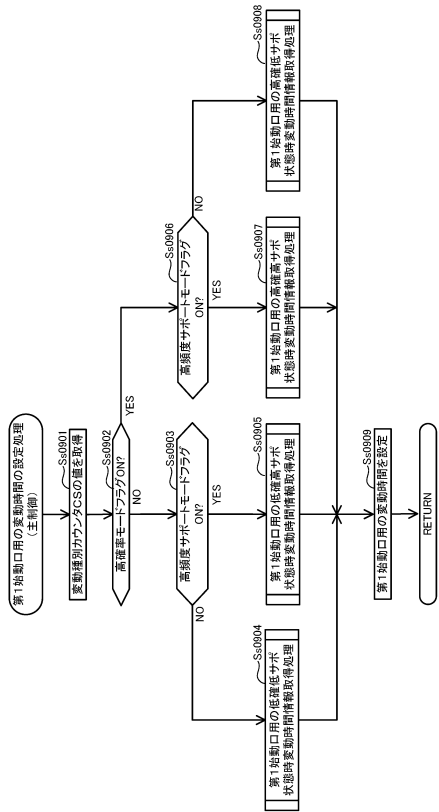 第1始動口用の変動時間の設定処理
(主制御)
Ss0901
変動種別カウンタCSの値を取得
Ss0902
高確率モードフラグON?
YES
NO
Ss0903
高頻度サポートモードフラグ
ON?
NO
YES
Ss0906
高頻度サポートモードフラグ
ON?
NO
YES
Ss0904
第1始動口用の低確低サポ
状態時変動時間情報取得処理
Ss0905
第1始動口用の低確高サポ
状態時変動時間情報取得処理
Ss0907
第1始動口用の高確高サポ
状態時変動時間情報取得処理
Ss0908
第1始動口用の高確低サポ
状態時変動時間情報取得処理
Ss0909
第1始動口用の変動時間を設定
RETURN